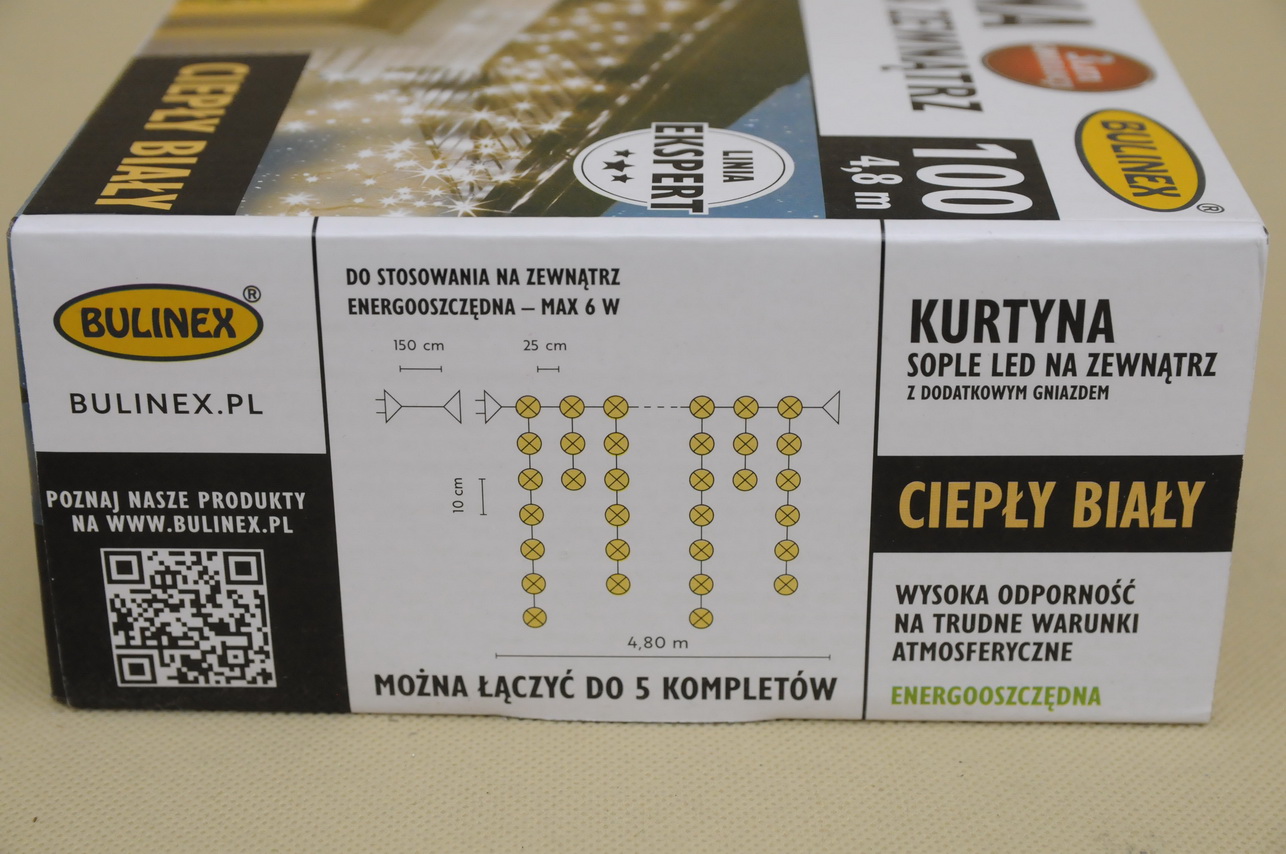 CIEPŁY BIAŁY
LINIA
EKSPERT
ZEWNĄTRZ
100
4,8 m
BULINEX®
BULINEX®
BULINEX.PL
POZNAJ NASZE PRODUKTY
NA WWW.BULINEX.PL
DO STOSOWANIA NA ZEWNĄTRZ
ENERGOOSZCZĘDNA – MAX 6 W
150 cm
25 cm
10 cm
4,80 m
MOŻNA ŁĄCZYĆ DO 5 KOMPLETÓW
KURTYNA
SOPLE LED NA ZEWNĄTRZ
Z DODATKOWYM GNIAZDEM
CIEPŁY BIAŁY
WYSOKA ODPORNOŚĆ
NA TRUDNE WARUNKI
ATMOSFERYCZNE
ENERGOOSZCZĘDNA